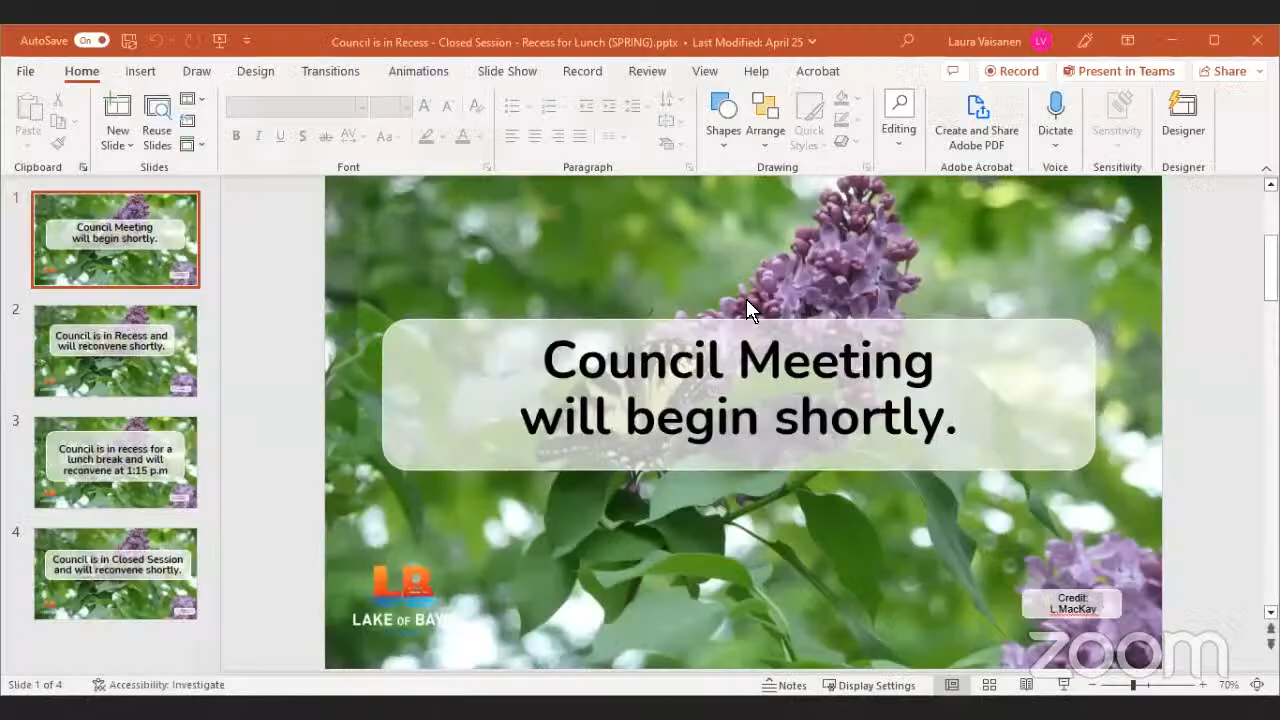 AutoSave On
Council is in Recess - Closed Session - Recess for Lunch (SPRING).pptx • Last Modified: April 25
Laura Vaisanen LV
File Home Insert Draw Design Transitions Animations Slide Show Record Review View Help Acrobat
Record Present in Teams Share
Paste
New
Slide
Reuse
Slides
B I U S ab AV Aa A
Shapes Arrange Quick
Styles
Editing
Create and Share
Adobe PDF
Dictate
Sensitivity
Designer
Clipboard Slides Font Paragraph Drawing Adobe Acrobat Voice Sensitivity Designer
1
Council Meeting
will begin shortly.
2
Council is in Recess and
will reconvene shortly.
3
Council is in recess for a
lunch break and will
reconvene at 1:15 p.m
4
Council is in Closed Session
and will reconvene shortly.
Council Meeting
will begin shortly.
LB
LAKE OF BAY
Credit:
L.MacKay
zoom
Slide 1 of 4 Accessibility: Investigate Notes Display Settings 70%